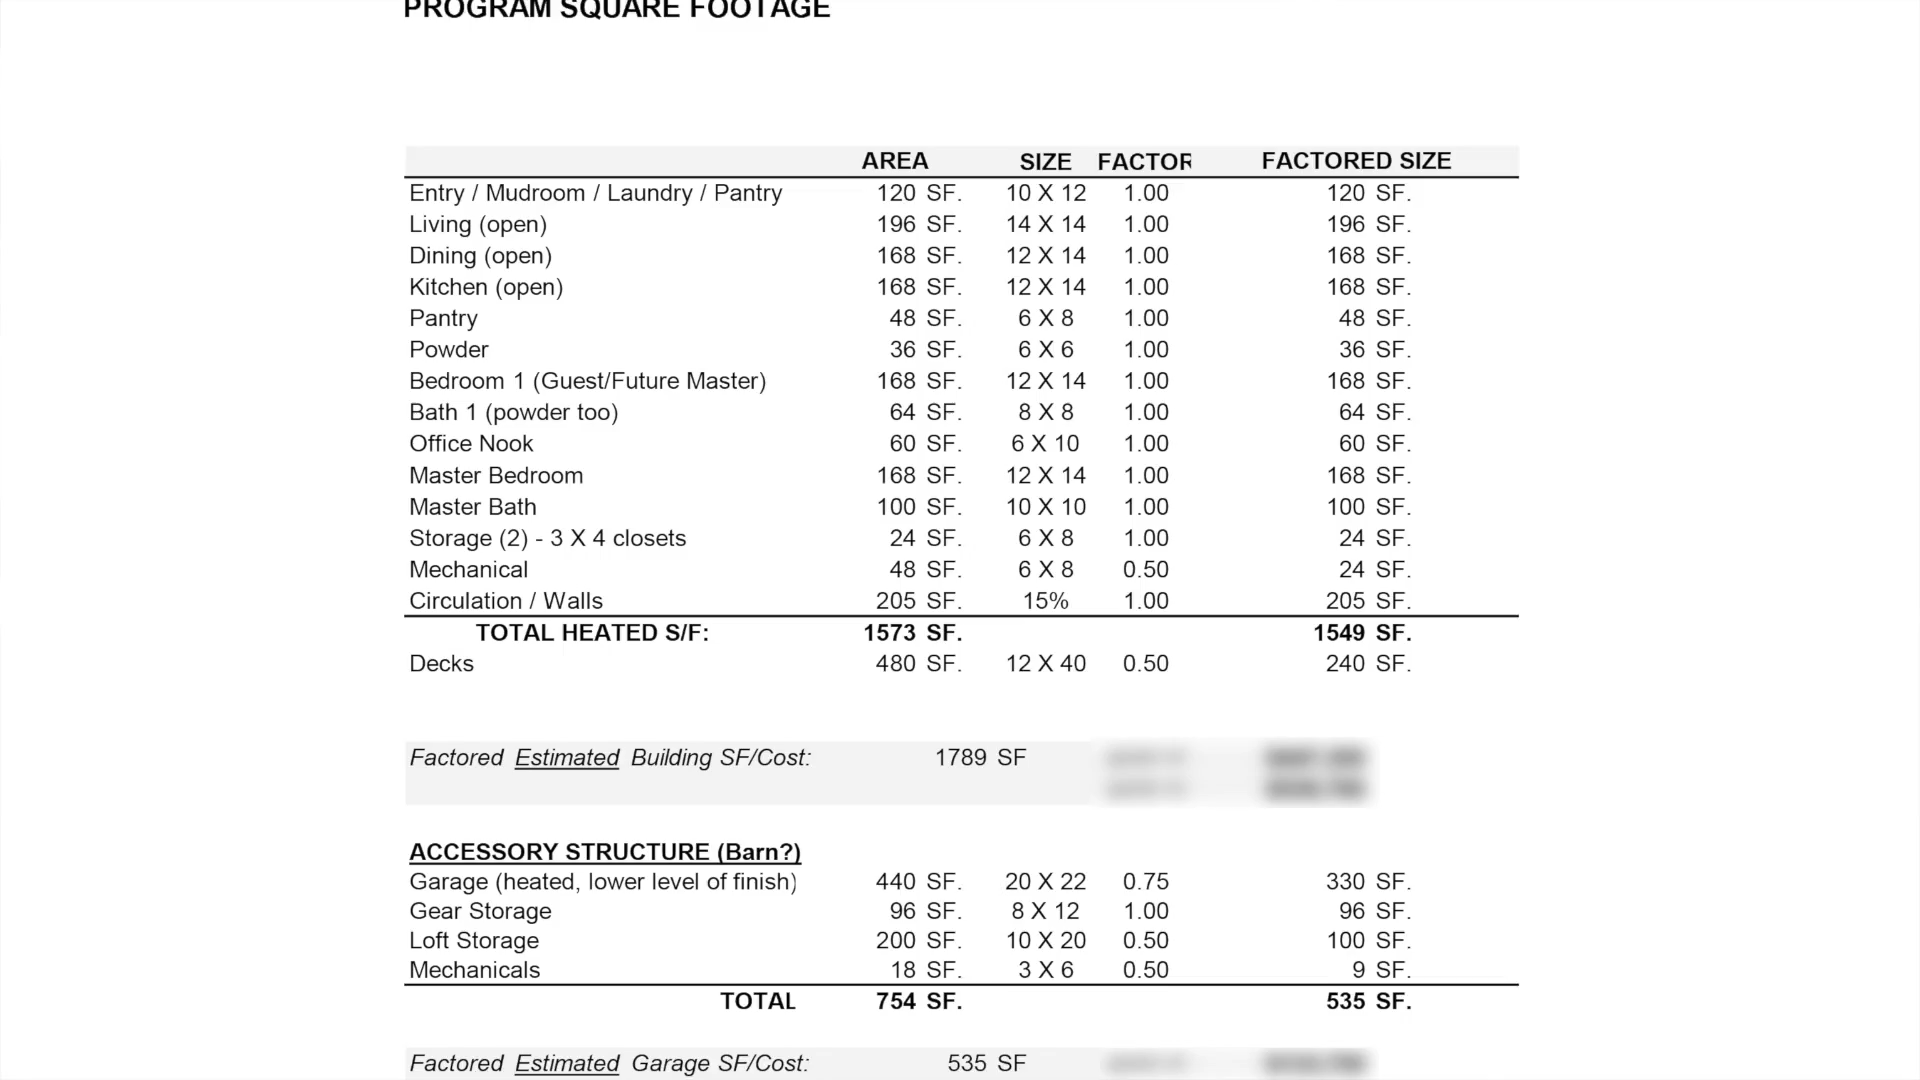 PROGRAM SQUARE FOOTAGE
AREA SIZE FACTOR FACTORED SIZE
Entry / Mudroom / Laundry / Pantry 120 SF. 10 X 12 1.00 120 SF.
Living (open) 196 SF. 14 X 14 1.00 196 SF.
Dining (open) 168 SF. 12 X 14 1.00 168 SF.
Kitchen (open) 168 SF. 12 X 14 1.00 168 SF.
Pantry 48 SF. 6 X 8 1.00 48 SF.
Powder 36 SF. 6 X 6 1.00 36 SF.
Bedroom 1 (Guest/Future Master) 168 SF. 12 X 14 1.00 168 SF.
Bath 1 (powder too) 64 SF. 8 X 8 1.00 64 SF.
Office Nook 60 SF. 6 X 10 1.00 60 SF.
Master Bedroom 168 SF. 12 X 14 1.00 168 SF.
Master Bath 100 SF. 10 X 10 1.00 100 SF.
Storage (2) - 3 X 4 closets 24 SF. 6 X 8 1.00 24 SF.
Mechanical 48 SF. 6 X 8 0.50 24 SF.
Circulation / Walls 205 SF. 15% 1.00 205 SF.
TOTAL HEATED S/F: 1573 SF. 1549 SF.
Decks 480 SF. 12 X 40 0.50 240 SF.
Factored Estimated Building SF/Cost: 1789 SF
ACCESSORY STRUCTURE (Barn?)
Garage (heated, lower level of finish) 440 SF. 20 X 22 0.75 330 SF.
Gear Storage 96 SF. 8 X 12 1.00 96 SF.
Loft Storage 200 SF. 10 X 20 0.50 100 SF.
Mechanicals 18 SF. 3 X 6 0.50 9 SF.
TOTAL 754 SF. 535 SF.
Factored Estimated Garage SF/Cost: 535 SF